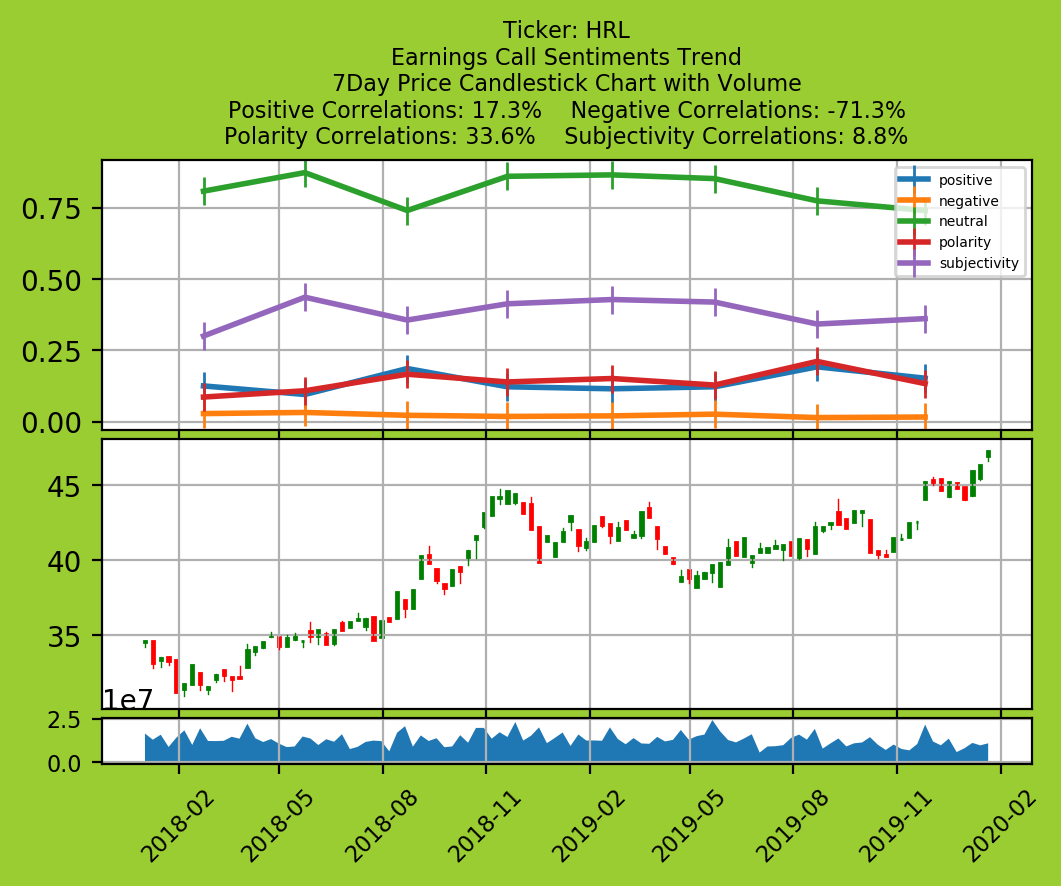 Ticker: HRL
Earnings Call Sentiments Trend
7Day Price Candlestick Chart with Volume
Positive Correlations: 17.3%    Negative Correlations: -71.3%
Polarity Correlations: 33.6%    Subjectivity Correlations: 8.8%
positive
negative
neutral
polarity
subjectivity
0.75
0.50
0.25
0.00
45
40
35
1e7
2.5
0.0
2018-02
2018-05
2018-08
2018-11
2019-02
2019-05
2019-08
2019-11
2020-02